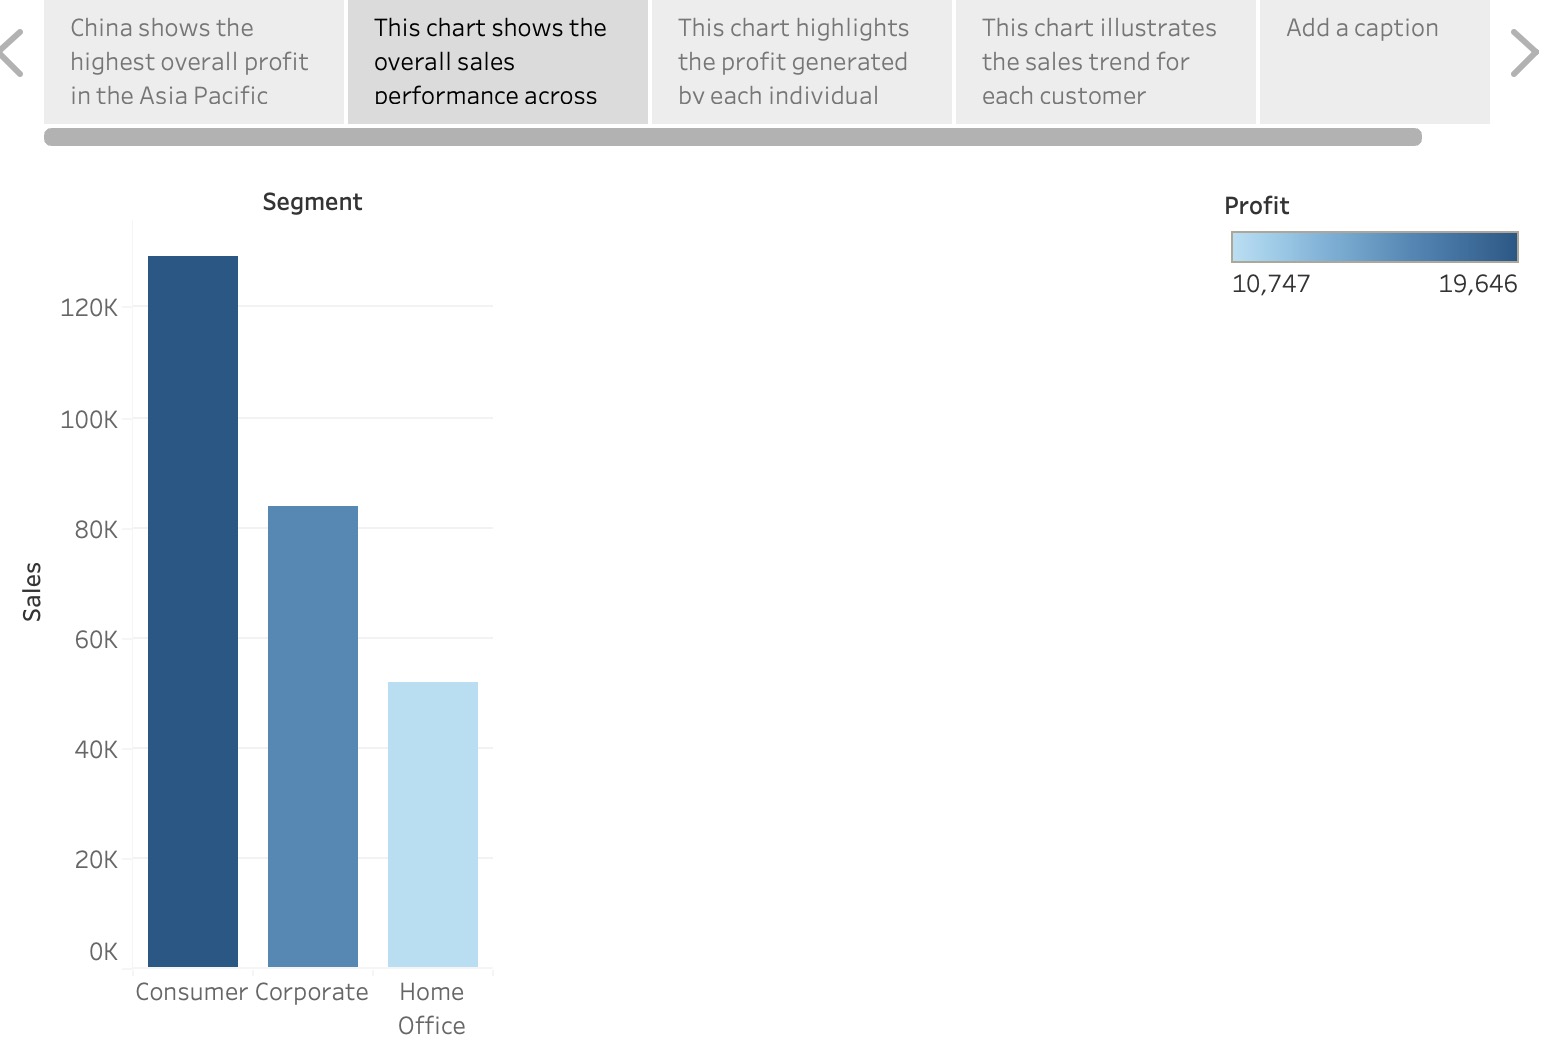 China shows the
highest overall profit
in the Asia Pacific
This chart shows the
overall sales
performance across
This chart highlights
the profit generated
by each individual
This chart illustrates
the sales trend for
each customer
Add a caption
Segment
Profit
10,747 19,646
120K
100K
80K
60K
40K
20K
0K
Sales
Consumer Corporate Home
Office